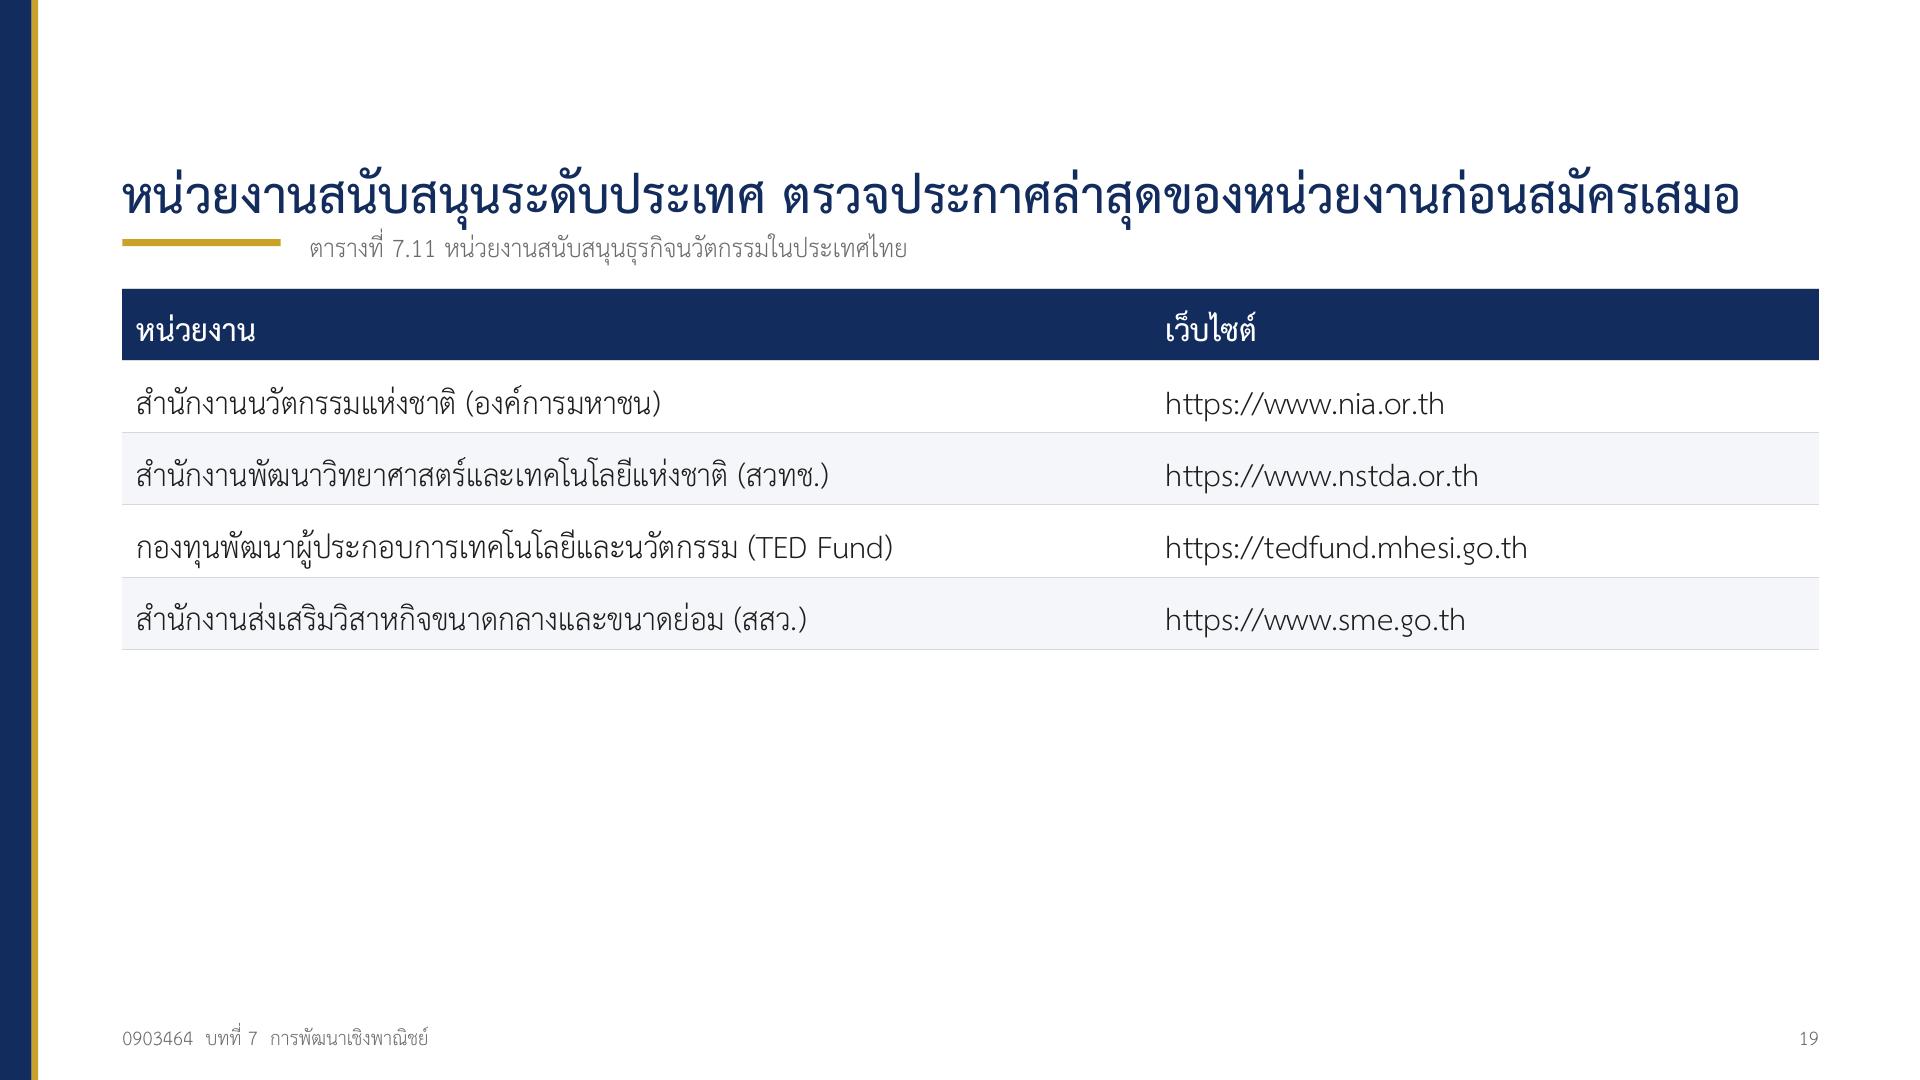 หน่วยงานสนับสนุนระดับประเทศ ตรวจประกาศล่าสุดของหน่วยงานก่อนสมัครเสมอ
ตารางที่ 7.11 หน่วยงานสนับสนุนธุรกิจนวัตกรรมในประเทศไทย
หน่วยงาน เว็บไซต์
สำนักงานนวัตกรรมแห่งชาติ (องค์การมหาชน) https://www.nia.or.th
สำนักงานพัฒนาวิทยาศาสตร์และเทคโนโลยีแห่งชาติ (สวทช.) https://www.nstda.or.th
กองทุนพัฒนาผู้ประกอบการเทคโนโลยีและนวัตกรรม (TED Fund) https://tedfund.mhesi.go.th
สำนักงานส่งเสริมวิสาหกิจขนาดกลางและขนาดย่อม (สสว.) https://www.sme.go.th
0903464 บทที่ 7 การพัฒนาเชิงพาณิชย์ 19